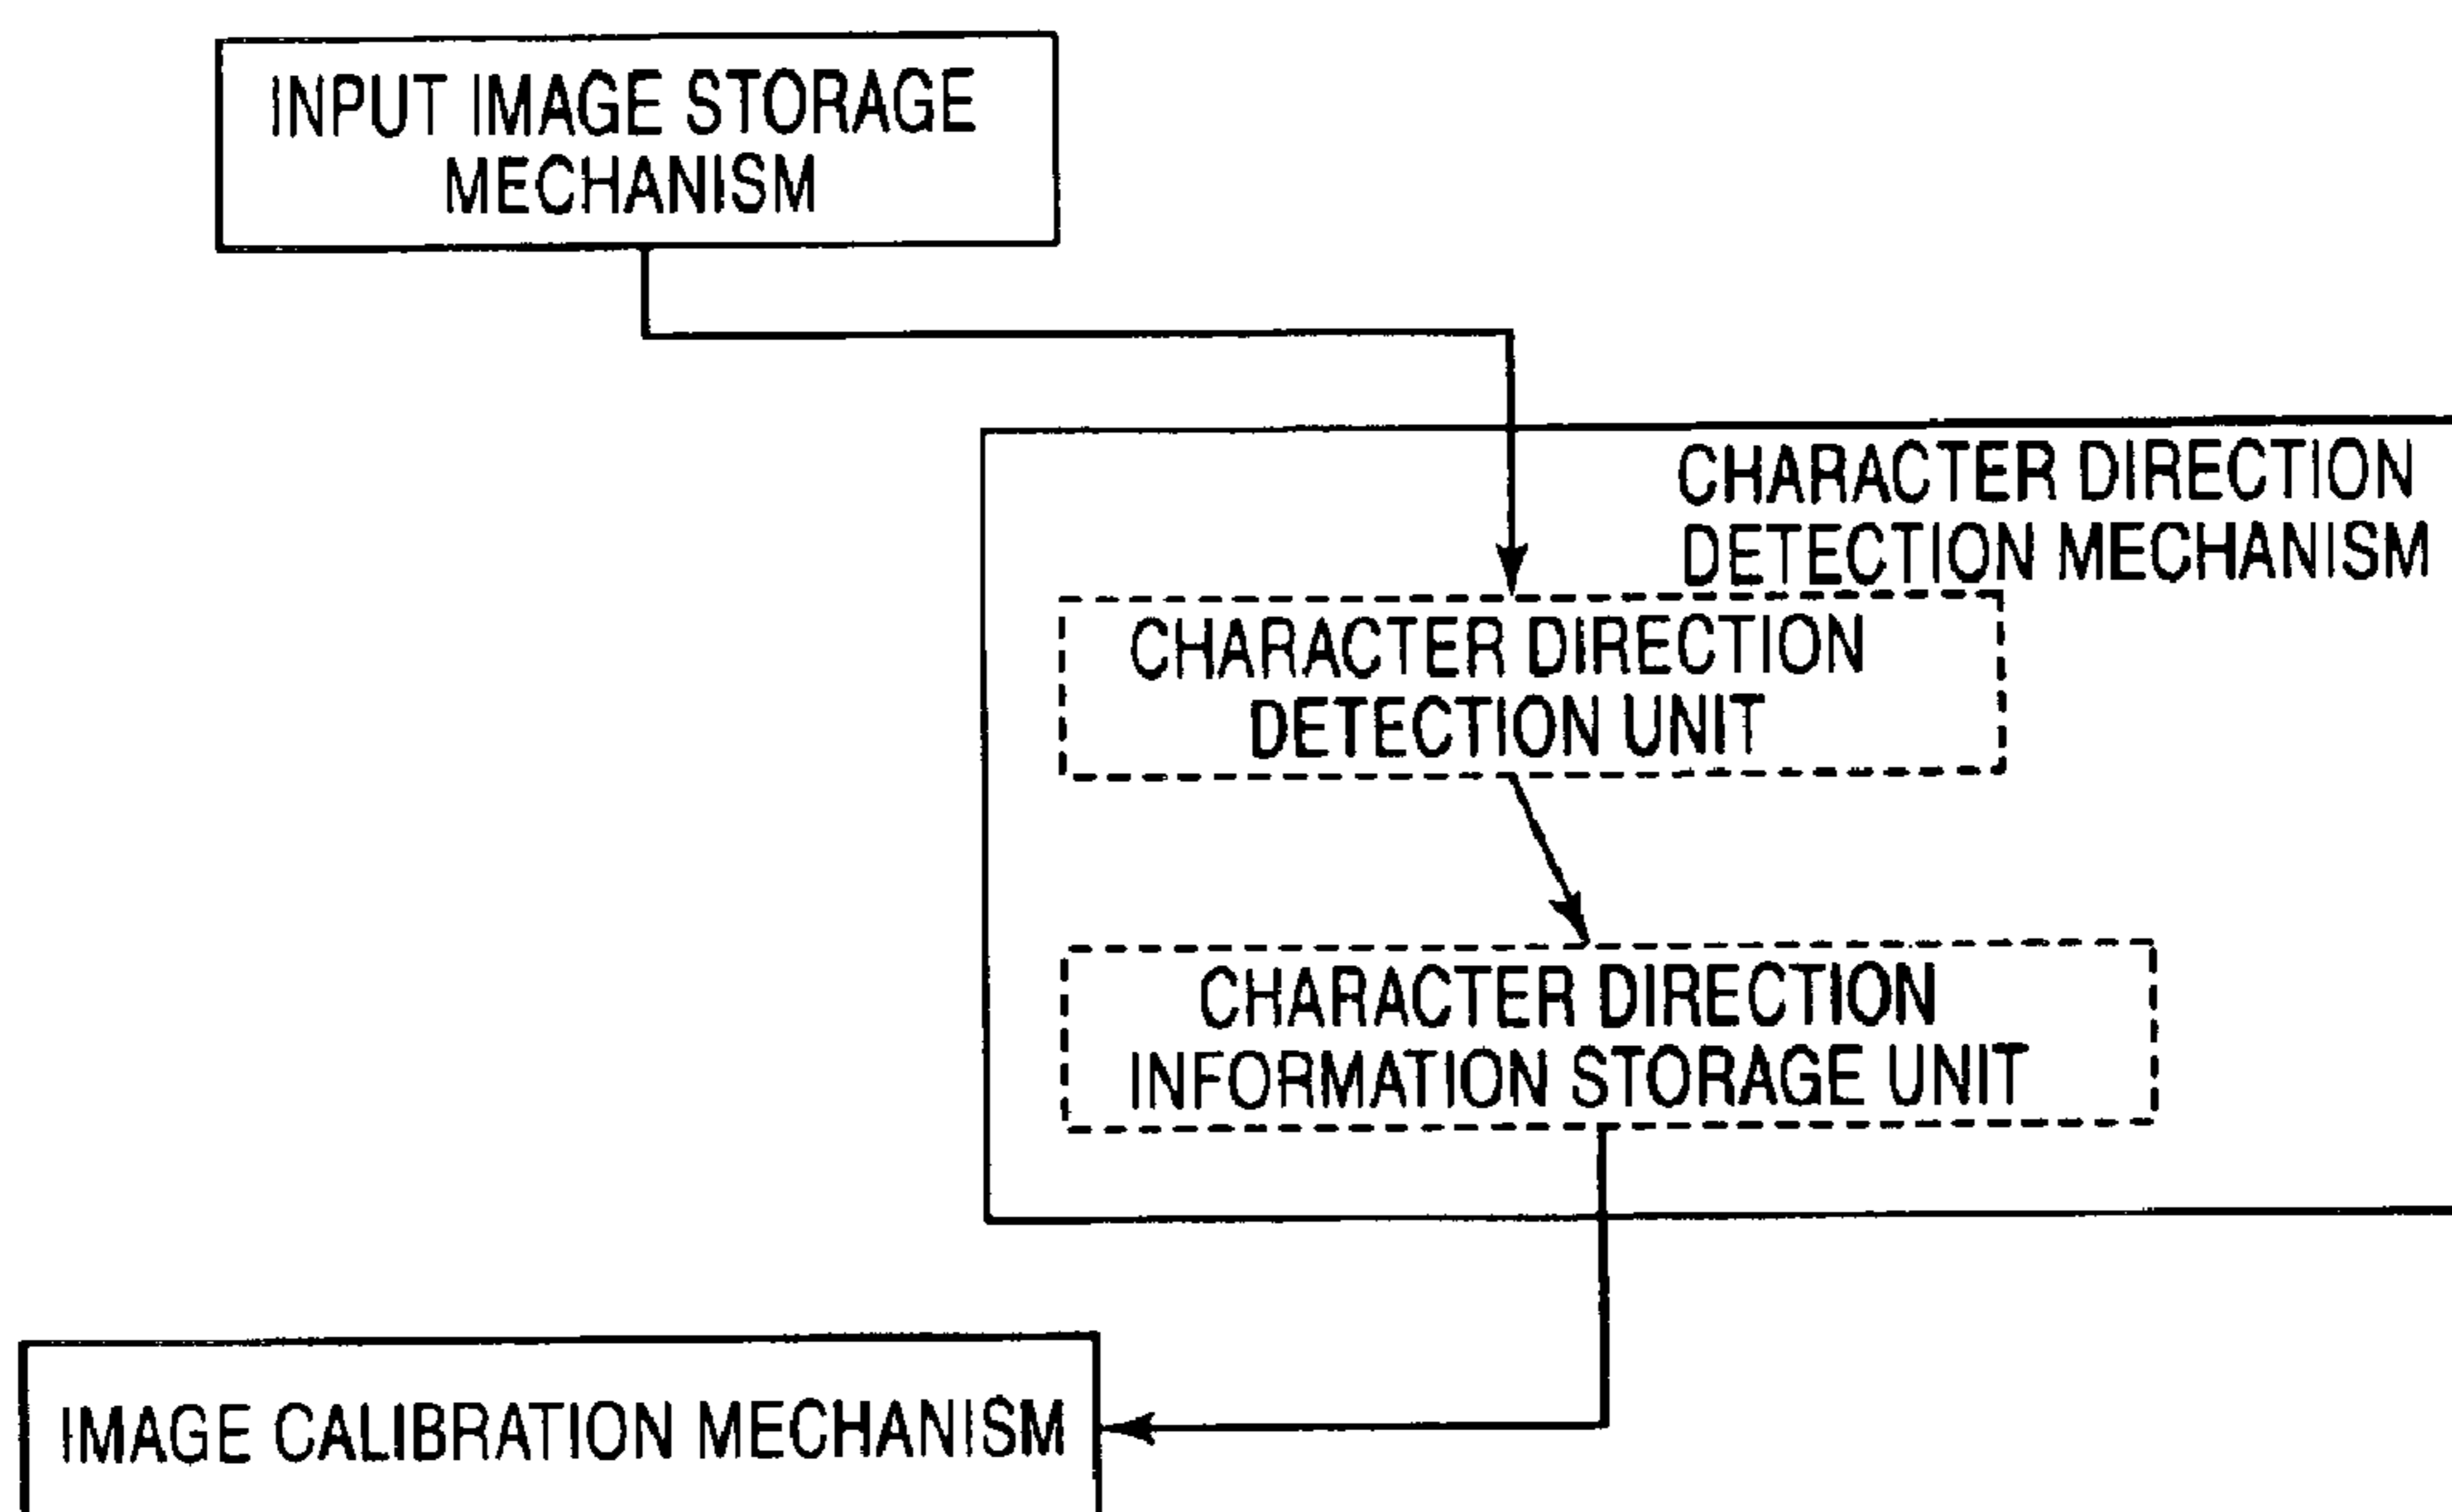 INPUT IMAGE STORAGE
MECHANISM
CHARACTER DIRECTION
DETECTION MECHANISM
CHARACTER DIRECTION
DETECTION UNIT
CHARACTER DIRECTION
INFORMATION STORAGE UNIT
IMAGE CALIBRATION MECHANISM